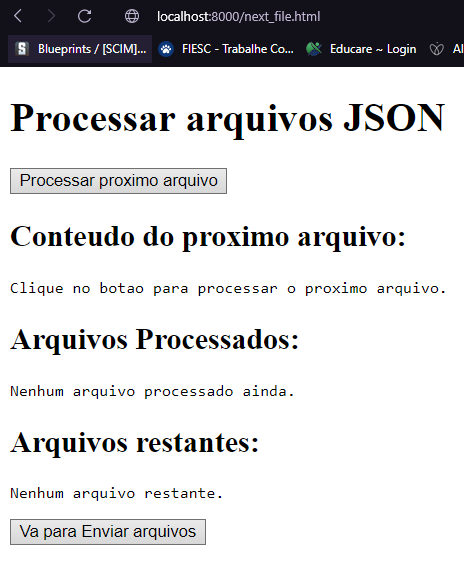 localhost:8000/next_file.html
Blueprints / [SCIM]... FIESC - Trabalhe Co... Educare ~ Login Al
Processar arquivos JSON
Processar proximo arquivo
Conteudo do proximo arquivo:
Clique no botao para processar o proximo arquivo.
Arquivos Processados:
Nenhum arquivo processado ainda.
Arquivos restantes:
Nenhum arquivo restante.
Va para Enviar arquivos